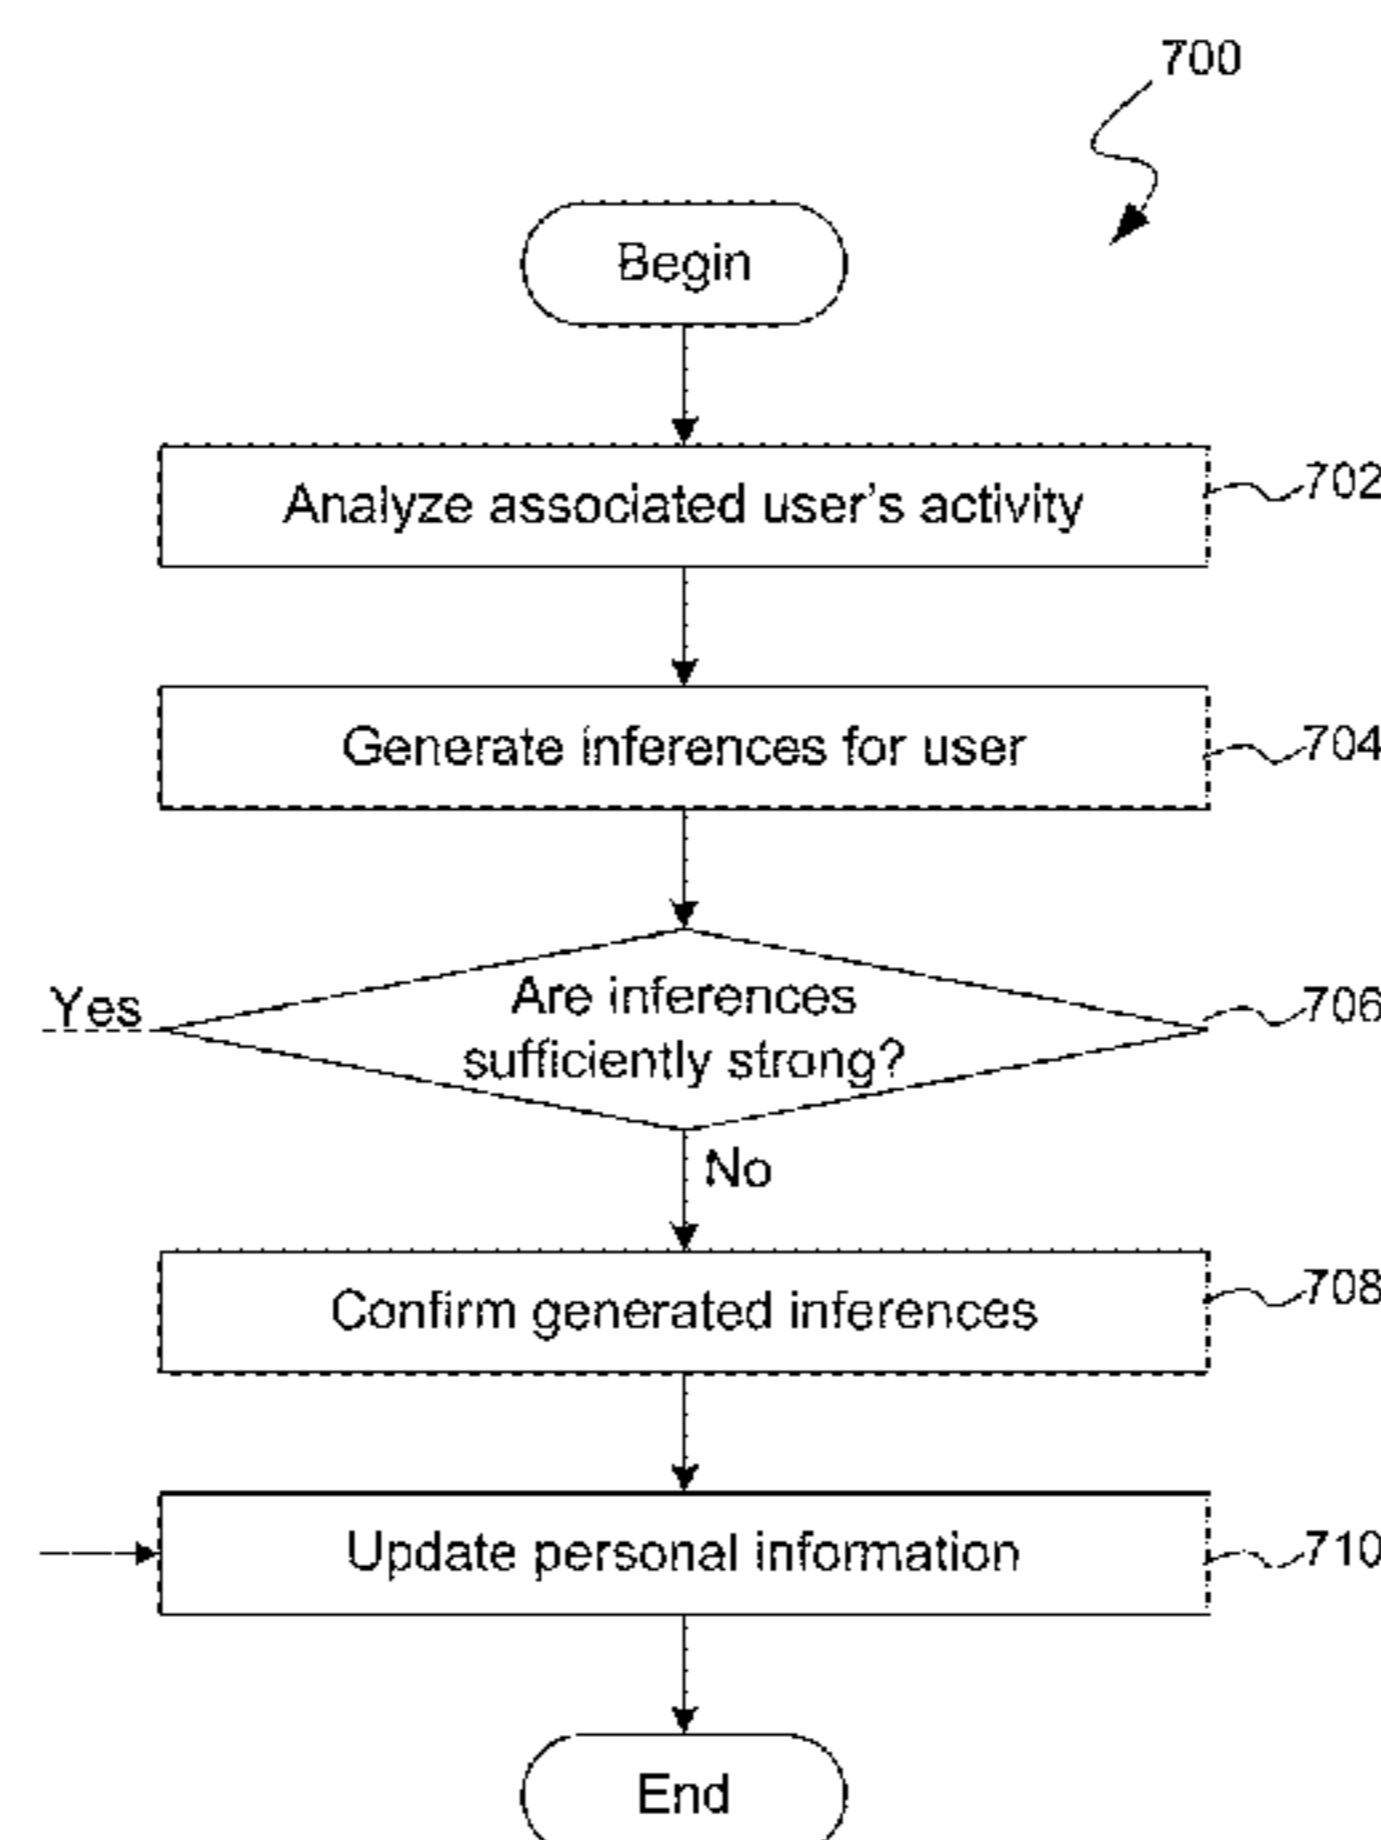 700
Begin
Analyze associated user's activity
702
Generate inferences for user
704
Yes
Are inferences
sufficiently strong?
706
No
Confirm generated inferences
708
Update personal information
710
End